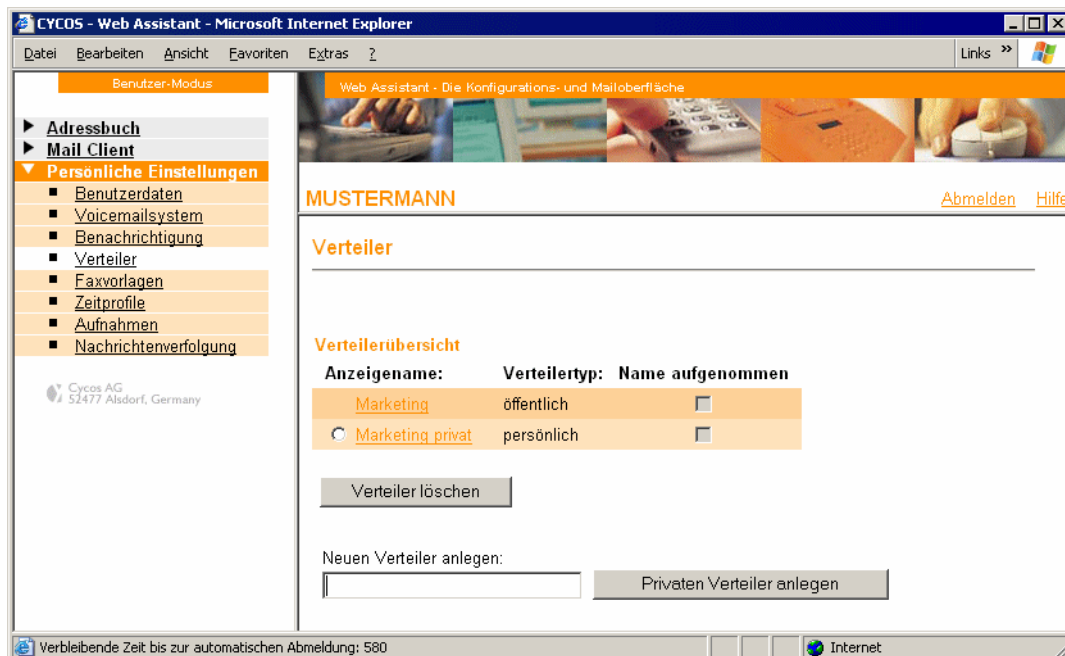 CYCOS - Web Assistant - Microsoft Internet Explorer
Datei Bearbeiten Ansicht Favoriten Extras ? Links »
Benutzer-Modus
Web Assistant - Die Konfigurations- und Mailoberfläche
Adressbuch
Mail Client
Persönliche Einstellungen
Benutzerdaten
Voicemailsystem
Benachrichtigung
Verteiler
Faxvorlagen
Zeitprofile
Aufnahmen
Nachrichtenverfolgung
Cycos AG
52477 Alsdorf, Germany
MUSTERMANN
Abmelden Hilfe
Verteiler
Verteilerübersicht
Anzeigename: Verteilertyp: Name aufgenommen
Marketing öffentlich
Marketing privat persönlich
Verteiler löschen
Neuen Verteiler anlegen:
Privaten Verteiler anlegen
Verbleibende Zeit bis zur automatischen Abmeldung: 580
Internet